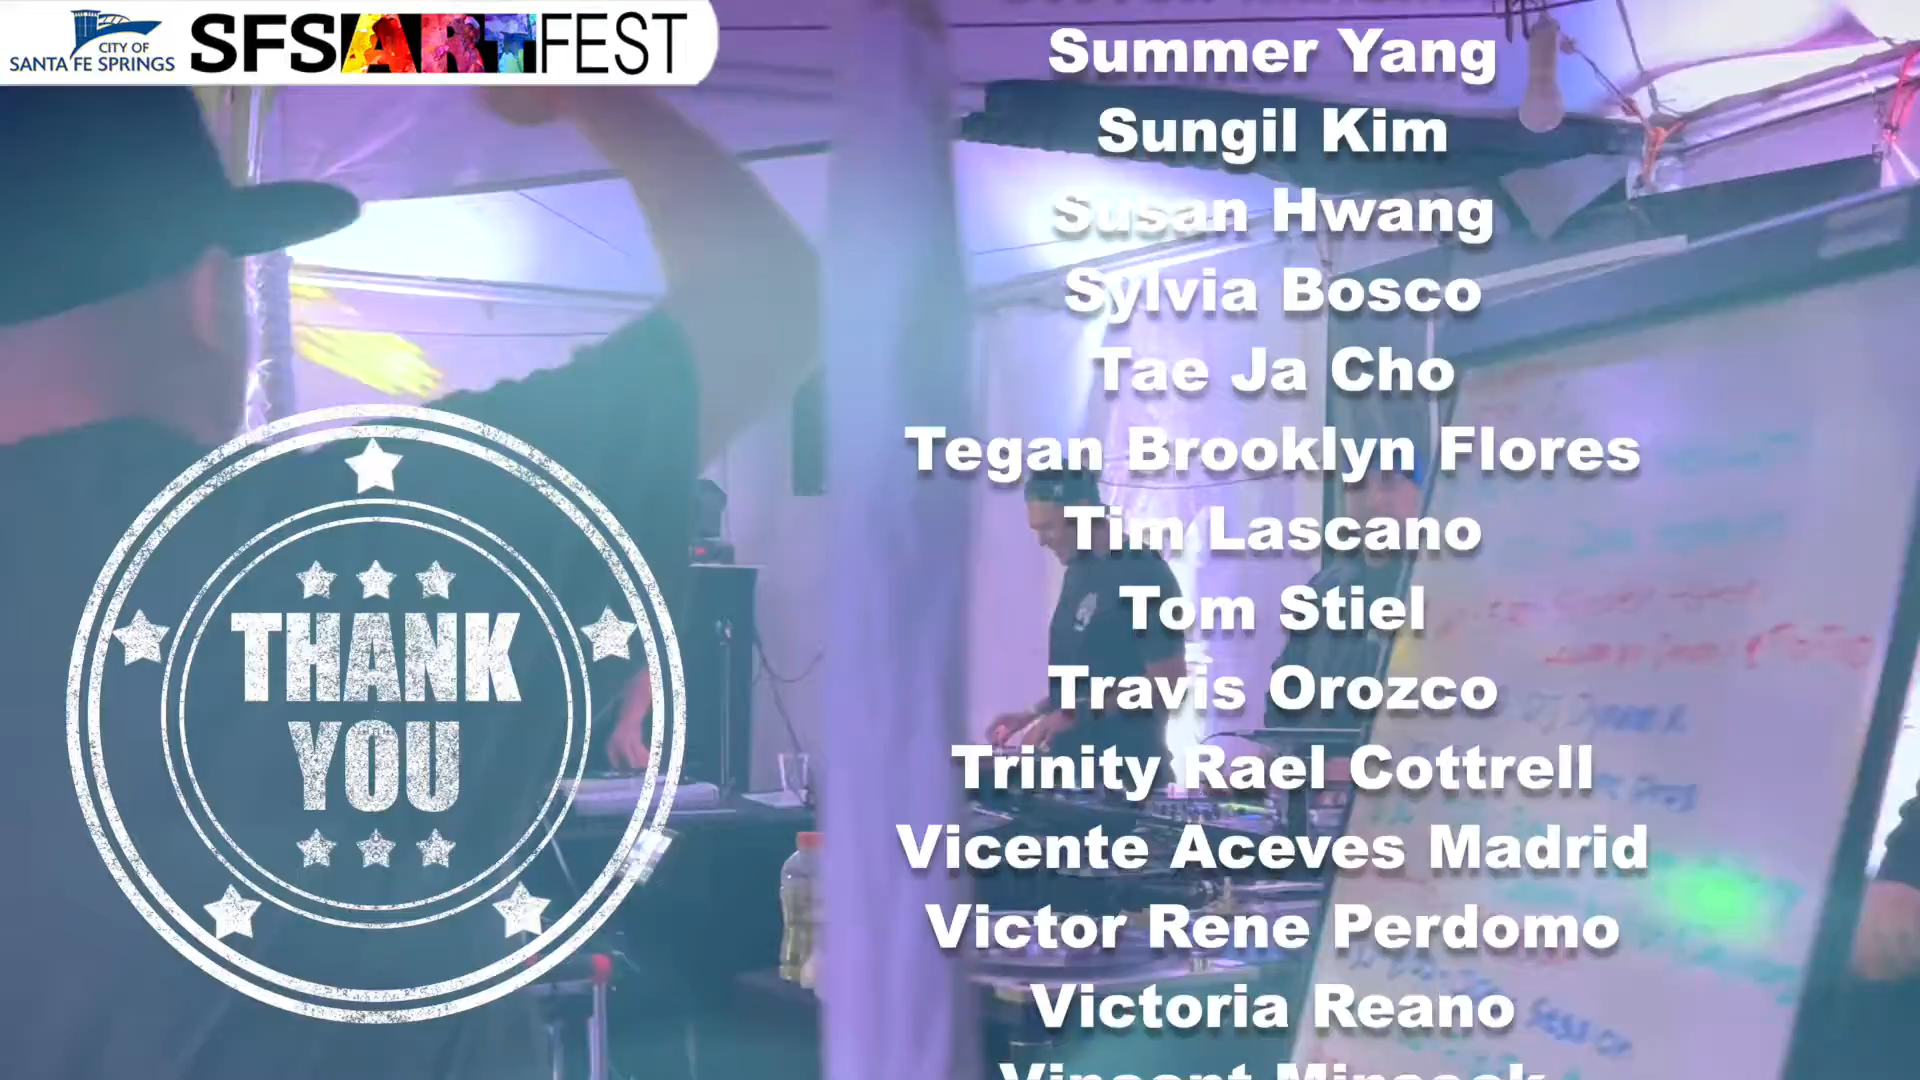 CITY OF
SANTA FE SPRINGS
SFSARTFEST
Summer Yang
Sungil Kim
Susan Hwang
Sylvia Bosco
Tae Ja Cho
Tegan Brooklyn Flores
Tim Lascano
Tom Stiel
Travis Orozco
Trinity Rael Cottrell
Vicente Aceves Madrid
Victor Rene Perdomo
Victoria Reano
THANK
YOU
Session